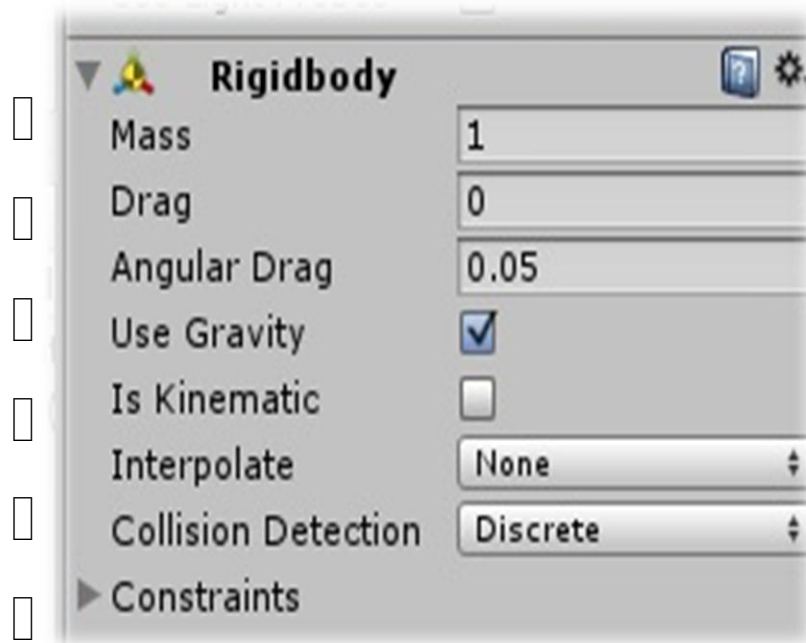 Rigidbody
Mass 1
Drag 0
Angular Drag 0.05
Use Gravity
Is Kinematic
Interpolate None
Collision Detection Discrete
Constraints